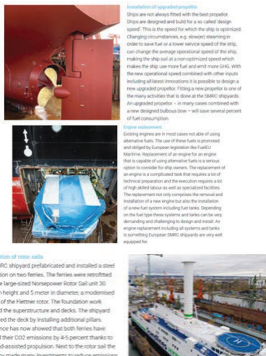 Installation of upgraded propellor
Ships are not always fitted with the best propellor.
Ships are designed and build for a so called 'design
speed'. This is the speed for which the ship is optimized.
Changing circumstances, e.g. slow(er) steaming in
order to save fuel or a lower service speed of the ship,
can change the average operational speed of the ship,
making the ship sail at a non-optimized speed which
makes the ship use more fuel and emit more GHG. With
the new operational speed combined with other inputs
including all latest innovations it is possible to design a
new upgraded propellor. Fitting a new propellor is one of
the many activities that is done at the SMRC shipyards.
An upgraded propellor – in many cases combined with
a new designed bulbous bow – will save several percent
of fuel consumption.
Engine replacement
Existing engines are in most cases not able of using
alternative fuels. The use of these fuels is promoted
and obliged by European legislation like FuelEU
Maritime. Replacement of an engine for an engine
that is capable of using alternative fuels is a serious
option to consider for ship owners. The replacement of
an engine is a complicated task that requires a lot of
technical preparation and the execution requires a lot
of high skilled labour as well as specialized facilities.
The replacement not only comprises the removal and
installation of a new engine but also the installation
of a new fuel system including fuel tanks. Depending
on the fuel type these systems and tanks can be very
demanding and challenging to design and install. An
engine replacement including all systems and tanks
is something European SMRC shipyards are very well
equipped for.
tion of rotor sails
RC shipyard prefabricated and installed a steel
ion on two ferries. The ferries were retrofitted
e large-sized Norsepower Rotor Sail unit 30
n height and 5 meter in diameter, a modernised
of the Flettner rotor. The foundation work
d the superstructure and decks. The shipyard
ed the deck by installing additional pillars.
nce has now showed that both ferries have
d their CO2 emissions by 4-5 percent thanks to
d-assisted propulsion. Next to the rotor sail the